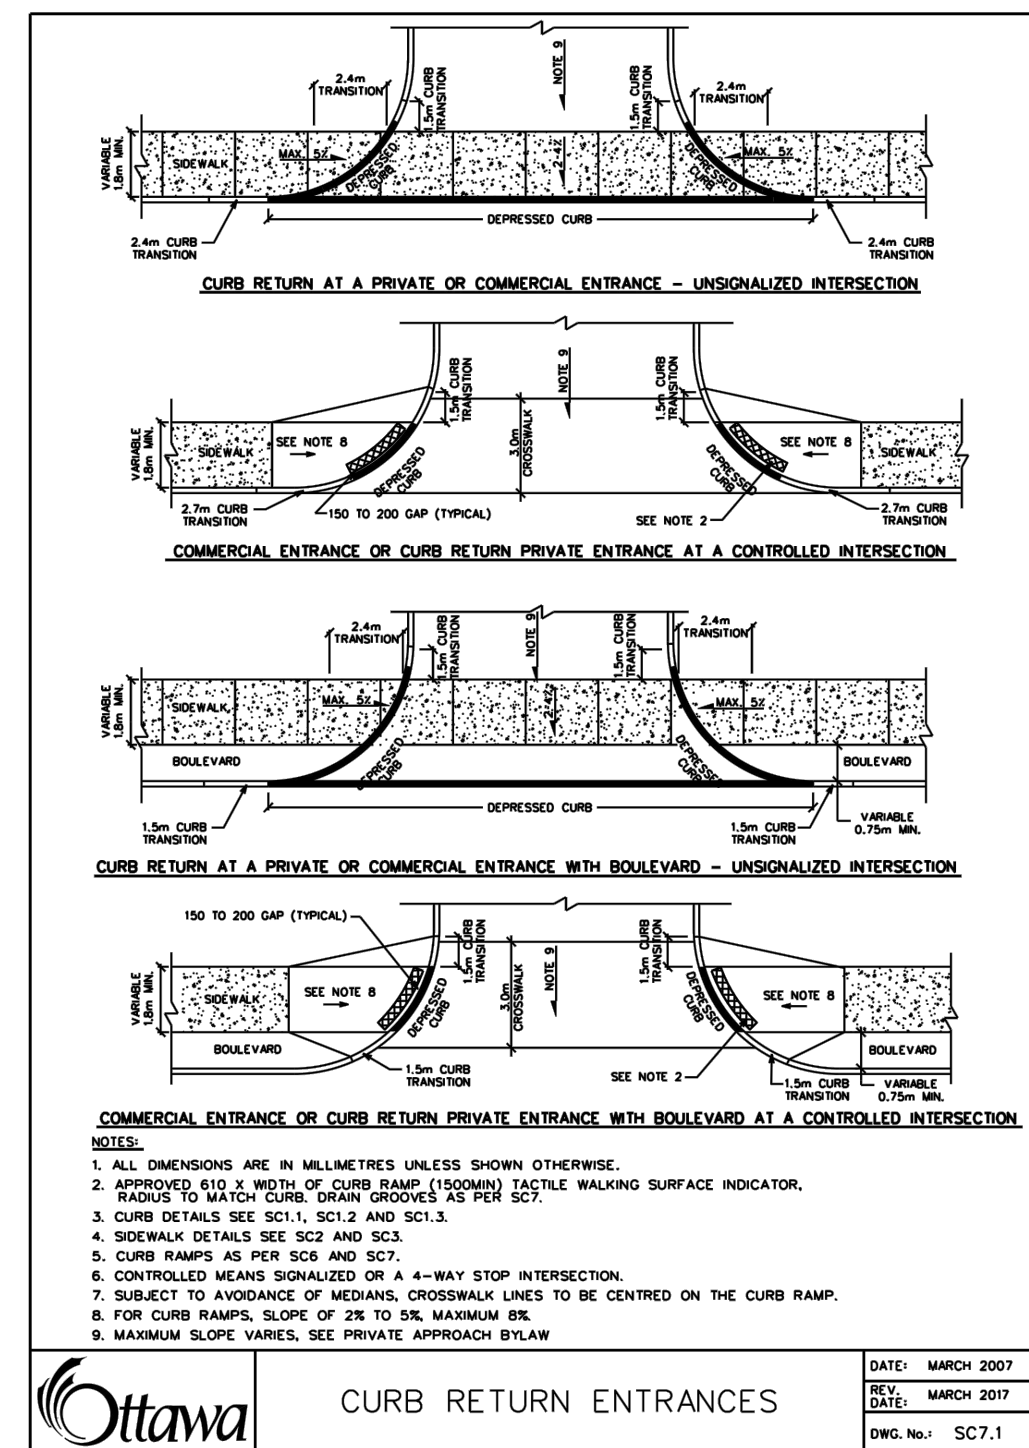 2.4m
TRANSITION
1.5m CURB
TRANSITION
NOTE 9
1.5m CURB
TRANSITION
2.4m
TRANSITION
VARIABLE
1.8m MIN.
SIDEWALK
MAX. 5%
DEPRESSED
CURB
2-4%
DEPRESSED
CURB
MAX. 5%
DEPRESSED CURB
2.4m CURB
TRANSITION
2.4m CURB
TRANSITION
CURB RETURN AT A PRIVATE OR COMMERCIAL ENTRANCE - UNSIGNALIZED INTERSECTION
1.5m CURB
TRANSITION
NOTE 9
1.5m CURB
TRANSITION
VARIABLE
1.8m MIN.
SIDEWALK
SEE NOTE 8
DEPRESSED
CURB
3.0m
CROSSWALK
DEPRESSED
CURB
SEE NOTE 8
SIDEWALK
2.7m CURB
TRANSITION
150 TO 200 GAP (TYPICAL)
SEE NOTE 2
2.7m CURB
TRANSITION
COMMERCIAL ENTRANCE OR CURB RETURN PRIVATE ENTRANCE AT A CONTROLLED INTERSECTION
2.4m
TRANSITION
1.5m CURB
TRANSITION
NOTE 9
1.5m CURB
TRANSITION
2.4m
TRANSITION
VARIABLE
1.8m MIN.
SIDEWALK
MAX. 5%
2-4%
MAX. 5%
BOULEVARD
DEPRESSED
CURB
DEPRESSED
CURB
BOULEVARD
DEPRESSED CURB
1.5m CURB
TRANSITION
1.5m CURB
TRANSITION
VARIABLE
0.75m MIN.
CURB RETURN AT A PRIVATE OR COMMERCIAL ENTRANCE WITH BOULEVARD - UNSIGNALIZED INTERSECTION
150 TO 200 GAP (TYPICAL)
1.5m CURB
TRANSITION
NOTE 9
1.5m CURB
TRANSITION
VARIABLE
1.8m MIN.
SIDEWALK
SEE NOTE 8
DEPRESSED
CURB
3.0m
CROSSWALK
DEPRESSED
CURB
SEE NOTE 8
BOULEVARD
BOULEVARD
1.5m CURB
TRANSITION
SEE NOTE 2
1.5m CURB
TRANSITION
VARIABLE
0.75m MIN.
COMMERCIAL ENTRANCE OR CURB RETURN PRIVATE ENTRANCE WITH BOULEVARD AT A CONTROLLED INTERSECTION
NOTES:
1. ALL DIMENSIONS ARE IN MILLIMETRES UNLESS SHOWN OTHERWISE.
2. APPROVED 610 X WIDTH OF CURB RAMP (1500MIN) TACTILE WALKING SURFACE INDICATOR,
RADIUS TO MATCH CURB. DRAIN GROOVES AS PER SC7.
3. CURB DETAILS SEE SC1.1, SC1.2 AND SC1.3.
4. SIDEWALK DETAILS SEE SC2 AND SC3.
5. CURB RAMPS AS PER SC6 AND SC7.
6. CONTROLLED MEANS SIGNALIZED OR A 4-WAY STOP INTERSECTION.
7. SUBJECT TO AVOIDANCE OF MEDIANS, CROSSWALK LINES TO BE CENTRED ON THE CURB RAMP.
8. FOR CURB RAMPS, SLOPE OF 2% TO 5%, MAXIMUM 8%.
9. MAXIMUM SLOPE VARIES, SEE PRIVATE APPROACH BYLAW
Ottawa
CURB RETURN ENTRANCES
DATE: MARCH 2007
REV. DATE: MARCH 2017
DWG. No.: SC7.1